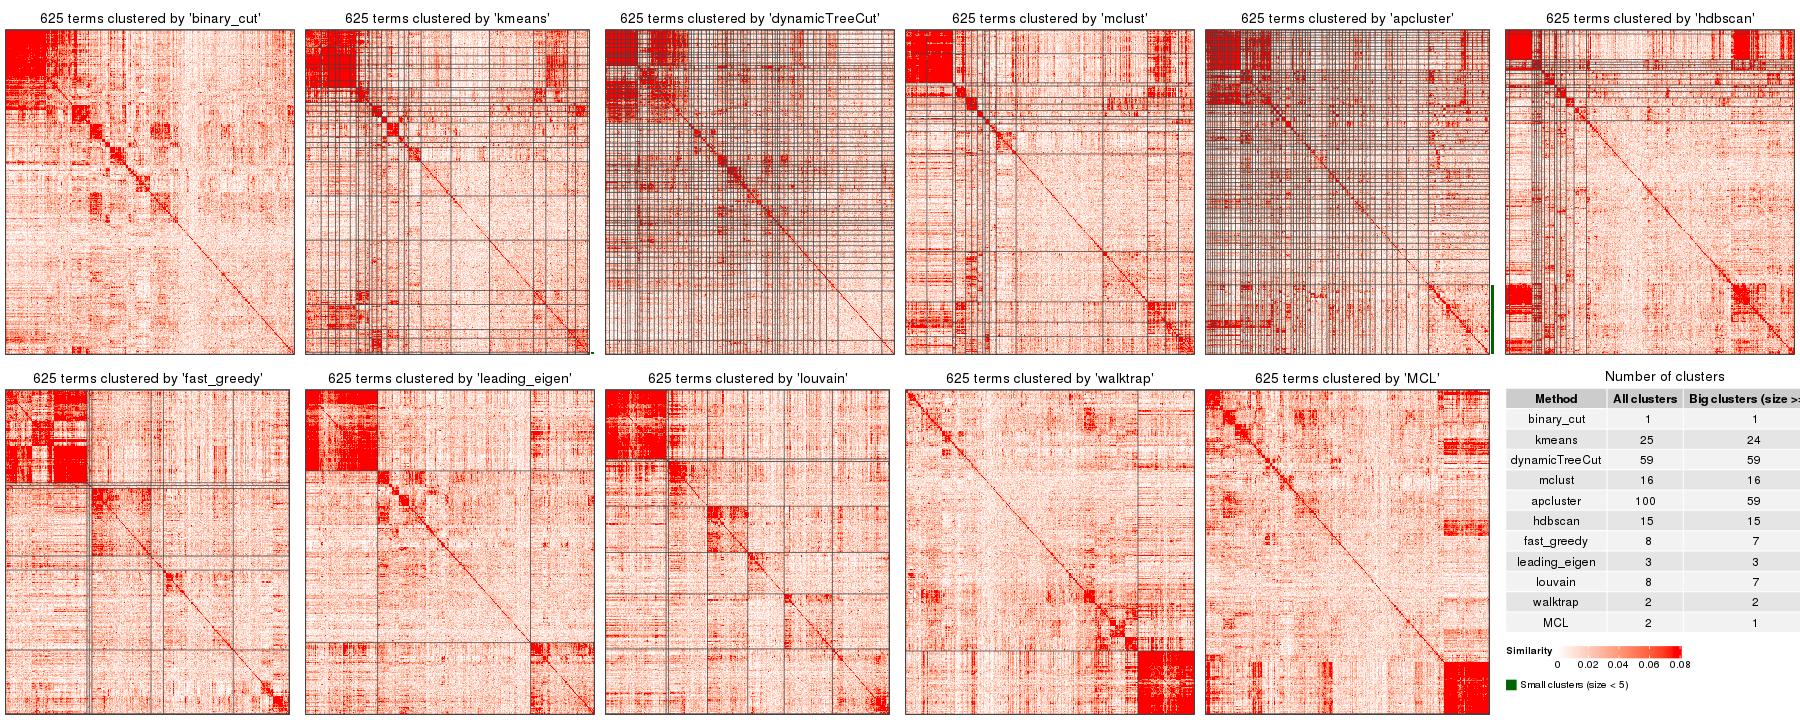 625 terms clustered by 'binary_cut'
625 terms clustered by 'kmeans'
625 terms clustered by 'dynamicTreeCut'
625 terms clustered by 'mclust'
625 terms clustered by 'apcluster'
625 terms clustered by 'hdbscan'
625 terms clustered by 'fast_greedy'
625 terms clustered by 'leading_eigen'
625 terms clustered by 'louvain'
625 terms clustered by 'walktrap'
625 terms clustered by 'MCL'
Number of clusters
Method All clusters Big clusters (size >=
binary_cut 1 1
kmeans 25 24
dynamicTreeCut 59 59
mclust 16 16
apcluster 100 59
hdbscan 15 15
fast_greedy 8 7
leading_eigen 3 3
louvain 8 7
walktrap 2 2
MCL 2 1
Similarity
0 0.02 0.04 0.06 0.08
Small clusters (size < 5)